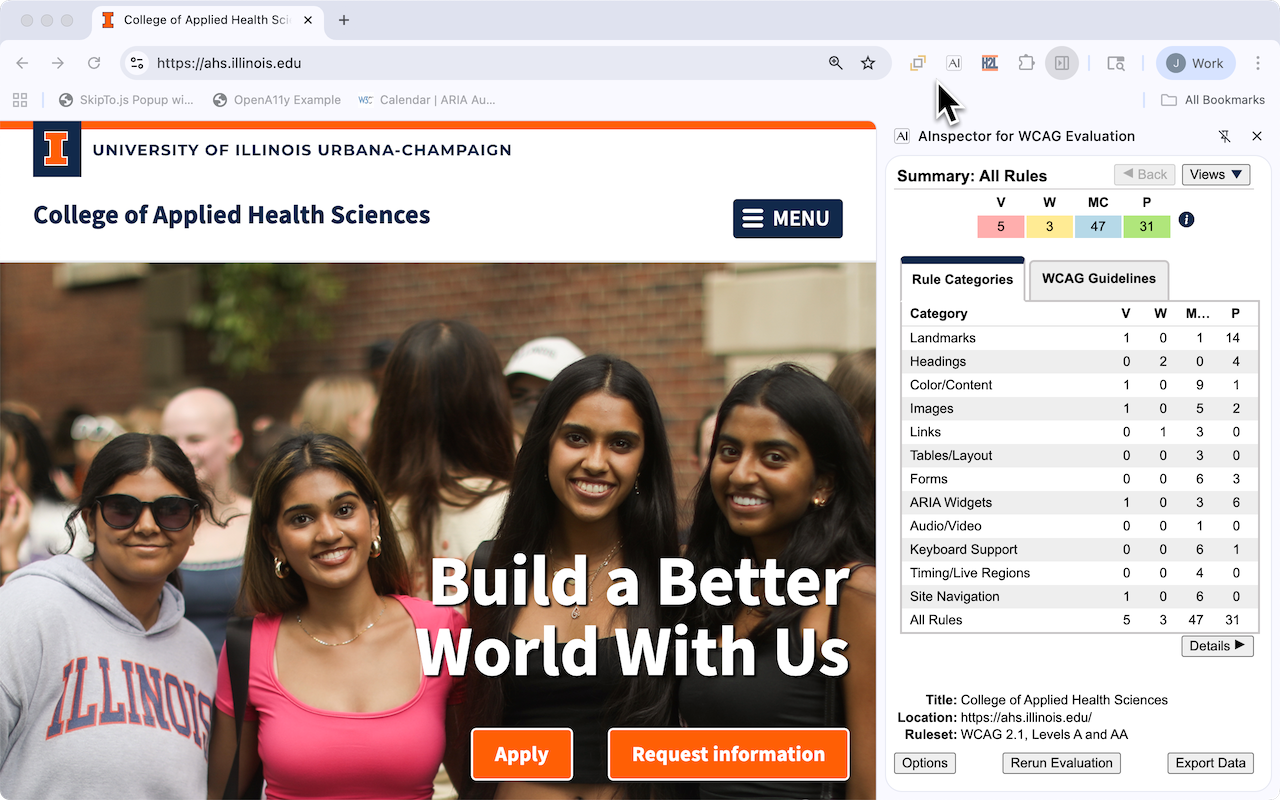 College of Applied Health Sci
https://ahs.illinois.edu
AI
H2L
J Work
SkipTo.js Popup wi...
OpenA11y Example
W3C Calendar | ARIA Au...
All Bookmarks
I UNIVERSITY OF ILLINOIS URBANA-CHAMPAIGN
College of Applied Health Sciences
MENU
ILLINOIS
Build a Better
World With Us
Apply
Request information
AI AInspector for WCAG Evaluation
Summary: All Rules
◀ Back
Views ▼
V W MC P
5 3 47 31 i
Rule Categories
WCAG Guidelines
Category V W M... P
Landmarks 1 0 1 14
Headings 0 2 0 4
Color/Content 1 0 9 1
Images 1 0 5 2
Links 0 1 3 0
Tables/Layout 0 0 3 0
Forms 0 0 6 3
ARIA Widgets 1 0 3 6
Audio/Video 0 0 1 0
Keyboard Support 0 0 6 1
Timing/Live Regions 0 0 4 0
Site Navigation 1 0 6 0
All Rules 5 3 47 31
Details ▶
Title: College of Applied Health Sciences
Location: https://ahs.illinois.edu/
Ruleset: WCAG 2.1, Levels A and AA
Options
Rerun Evaluation
Export Data